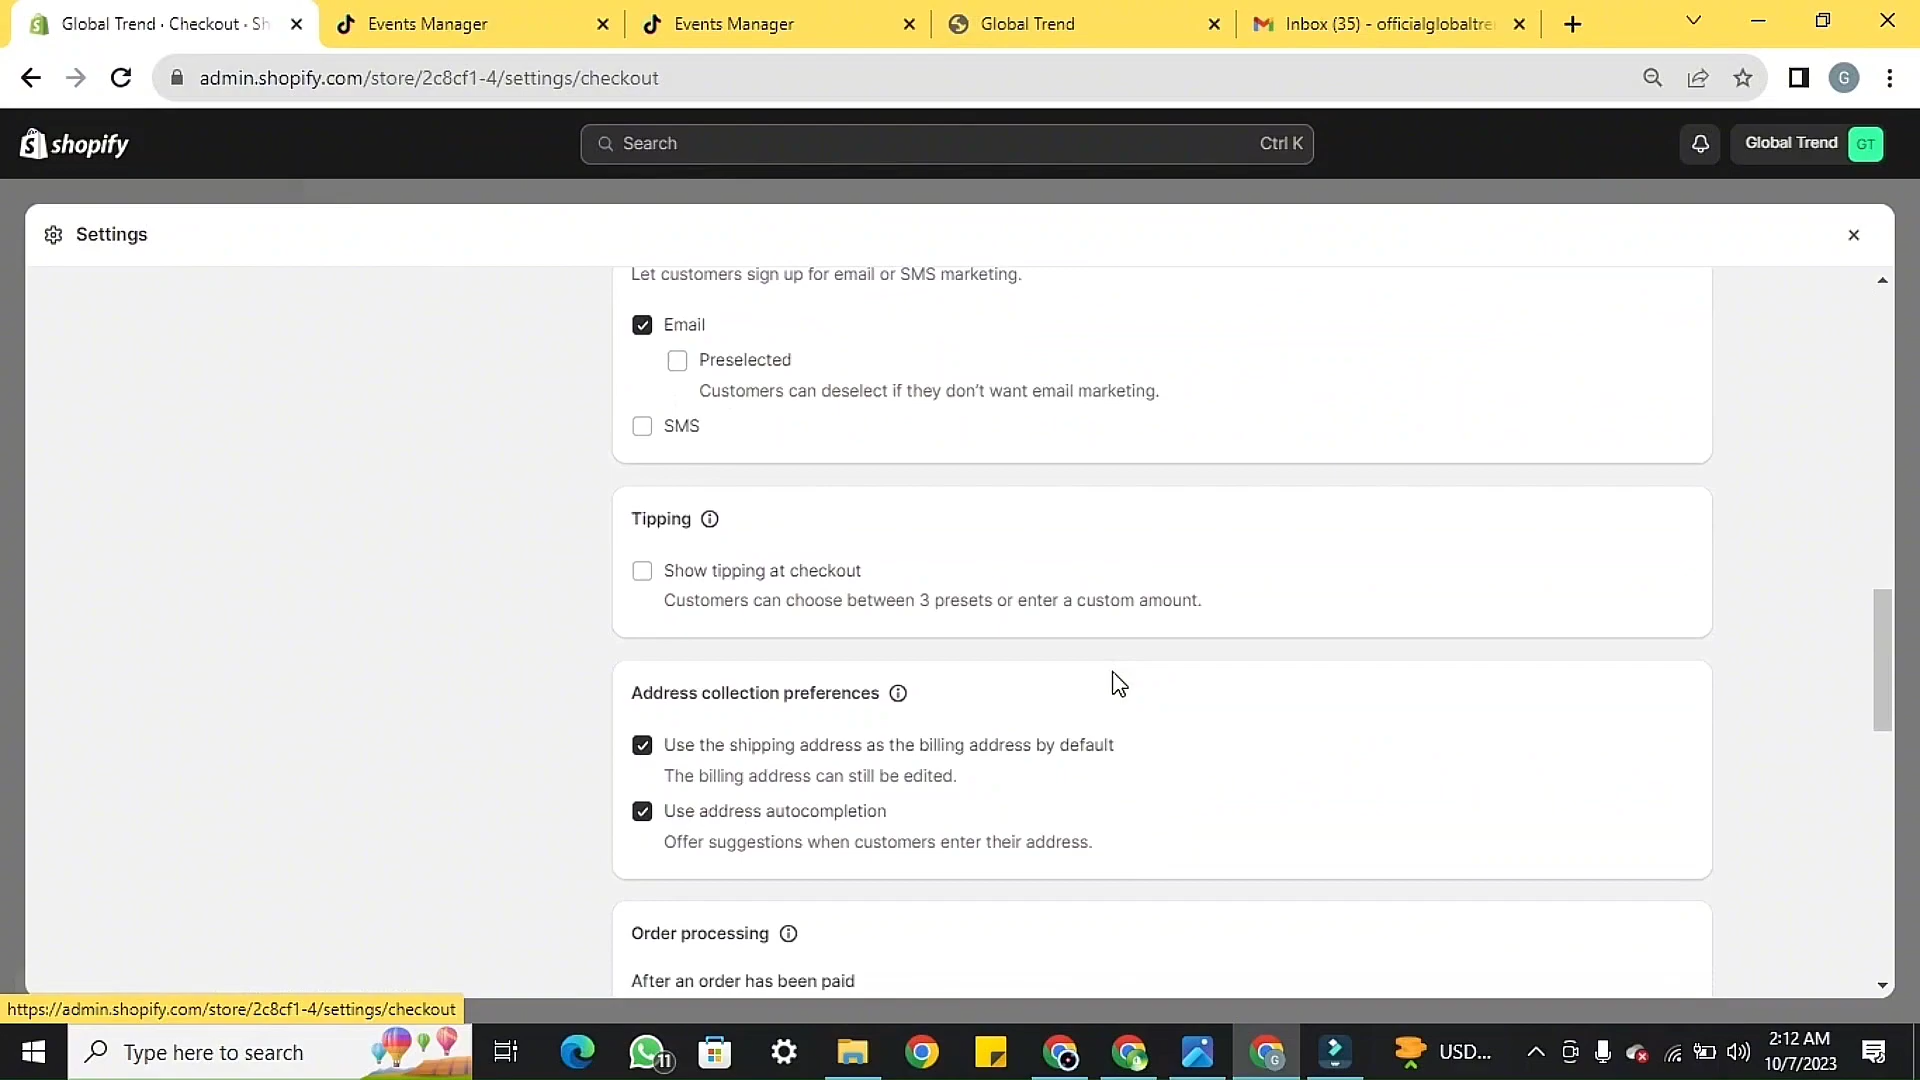 Global Trend · Checkout · Sh
Events Manager
Events Manager
Global Trend
Inbox (35) - officialglobaltre
admin.shopify.com/store/2c8cf1-4/settings/checkout
G
shopify
Search
Ctrl K
Global Trend
GT
Settings
Let customers sign up for email or SMS marketing.
Email
Preselected
Customers can deselect if they don't want email marketing.
SMS
Tipping
Show tipping at checkout
Customers can choose between 3 presets or enter a custom amount.
Address collection preferences
Use the shipping address as the billing address by default
The billing address can still be edited.
Use address autocompletion
Offer suggestions when customers enter their address.
Order processing
After an order has been paid
https://admin.shopify.com/store/2c8cf1-4/settings/checkout
Type here to search
11
G
USD...
2:12 AM
10/7/2023